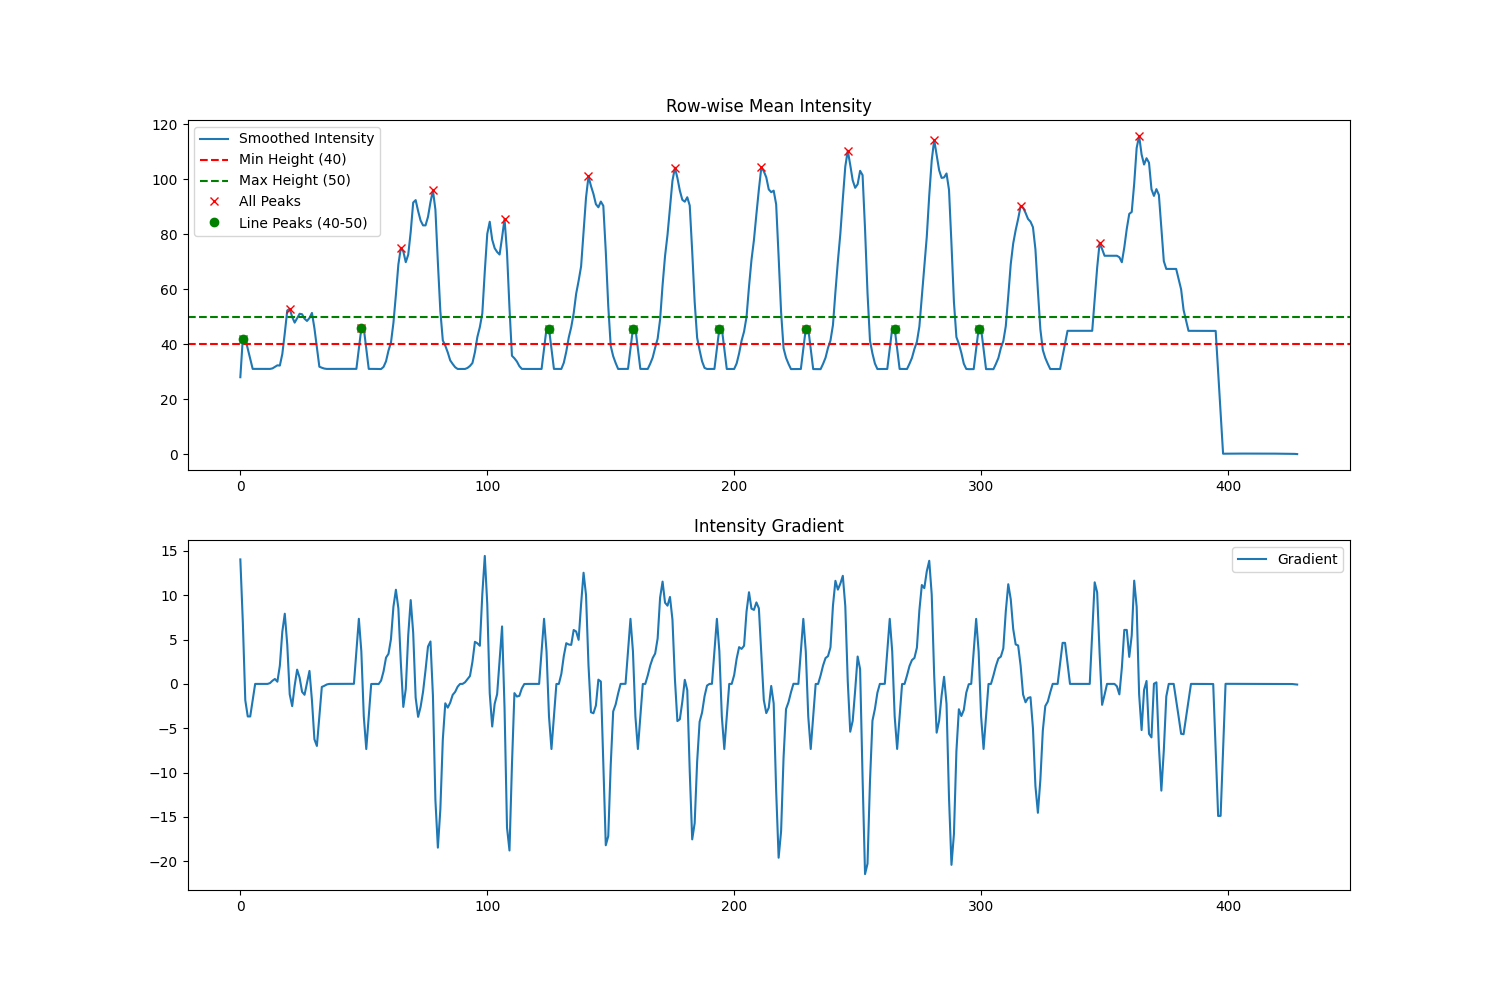 Row-wise Mean Intensity
120
100
80
60
40
20
0
Smoothed Intensity
Min Height (40)
Max Height (50)
All Peaks
Line Peaks (40-50)
0 100 200 300 400
Intensity Gradient
15
10
5
0
−5
−10
−15
−20
Gradient
0 100 200 300 400